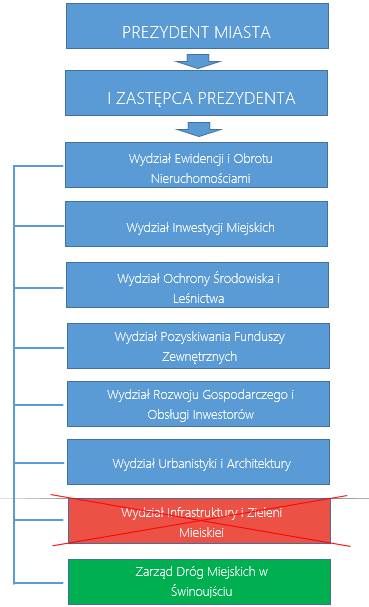 PREZYDENT MIASTA
I ZASTĘPCA PREZYDENTA
Wydział Ewidencji i Obrotu
Nieruchomościami
Wydział Inwestycji Miejskich
Wydział Ochrony Środowiska i
Leśnictwa
Wydział Pozyskiwania Funduszy
Zewnętrznych
Wydział Rozwoju Gospodarczego i
Obsługi Inwestorów
Wydział Urbanistyki i Architektury
Wydział Infrastruktury i Zieleni
Miejskiej
Zarząd Dróg Miejskich w
Świnoujściu